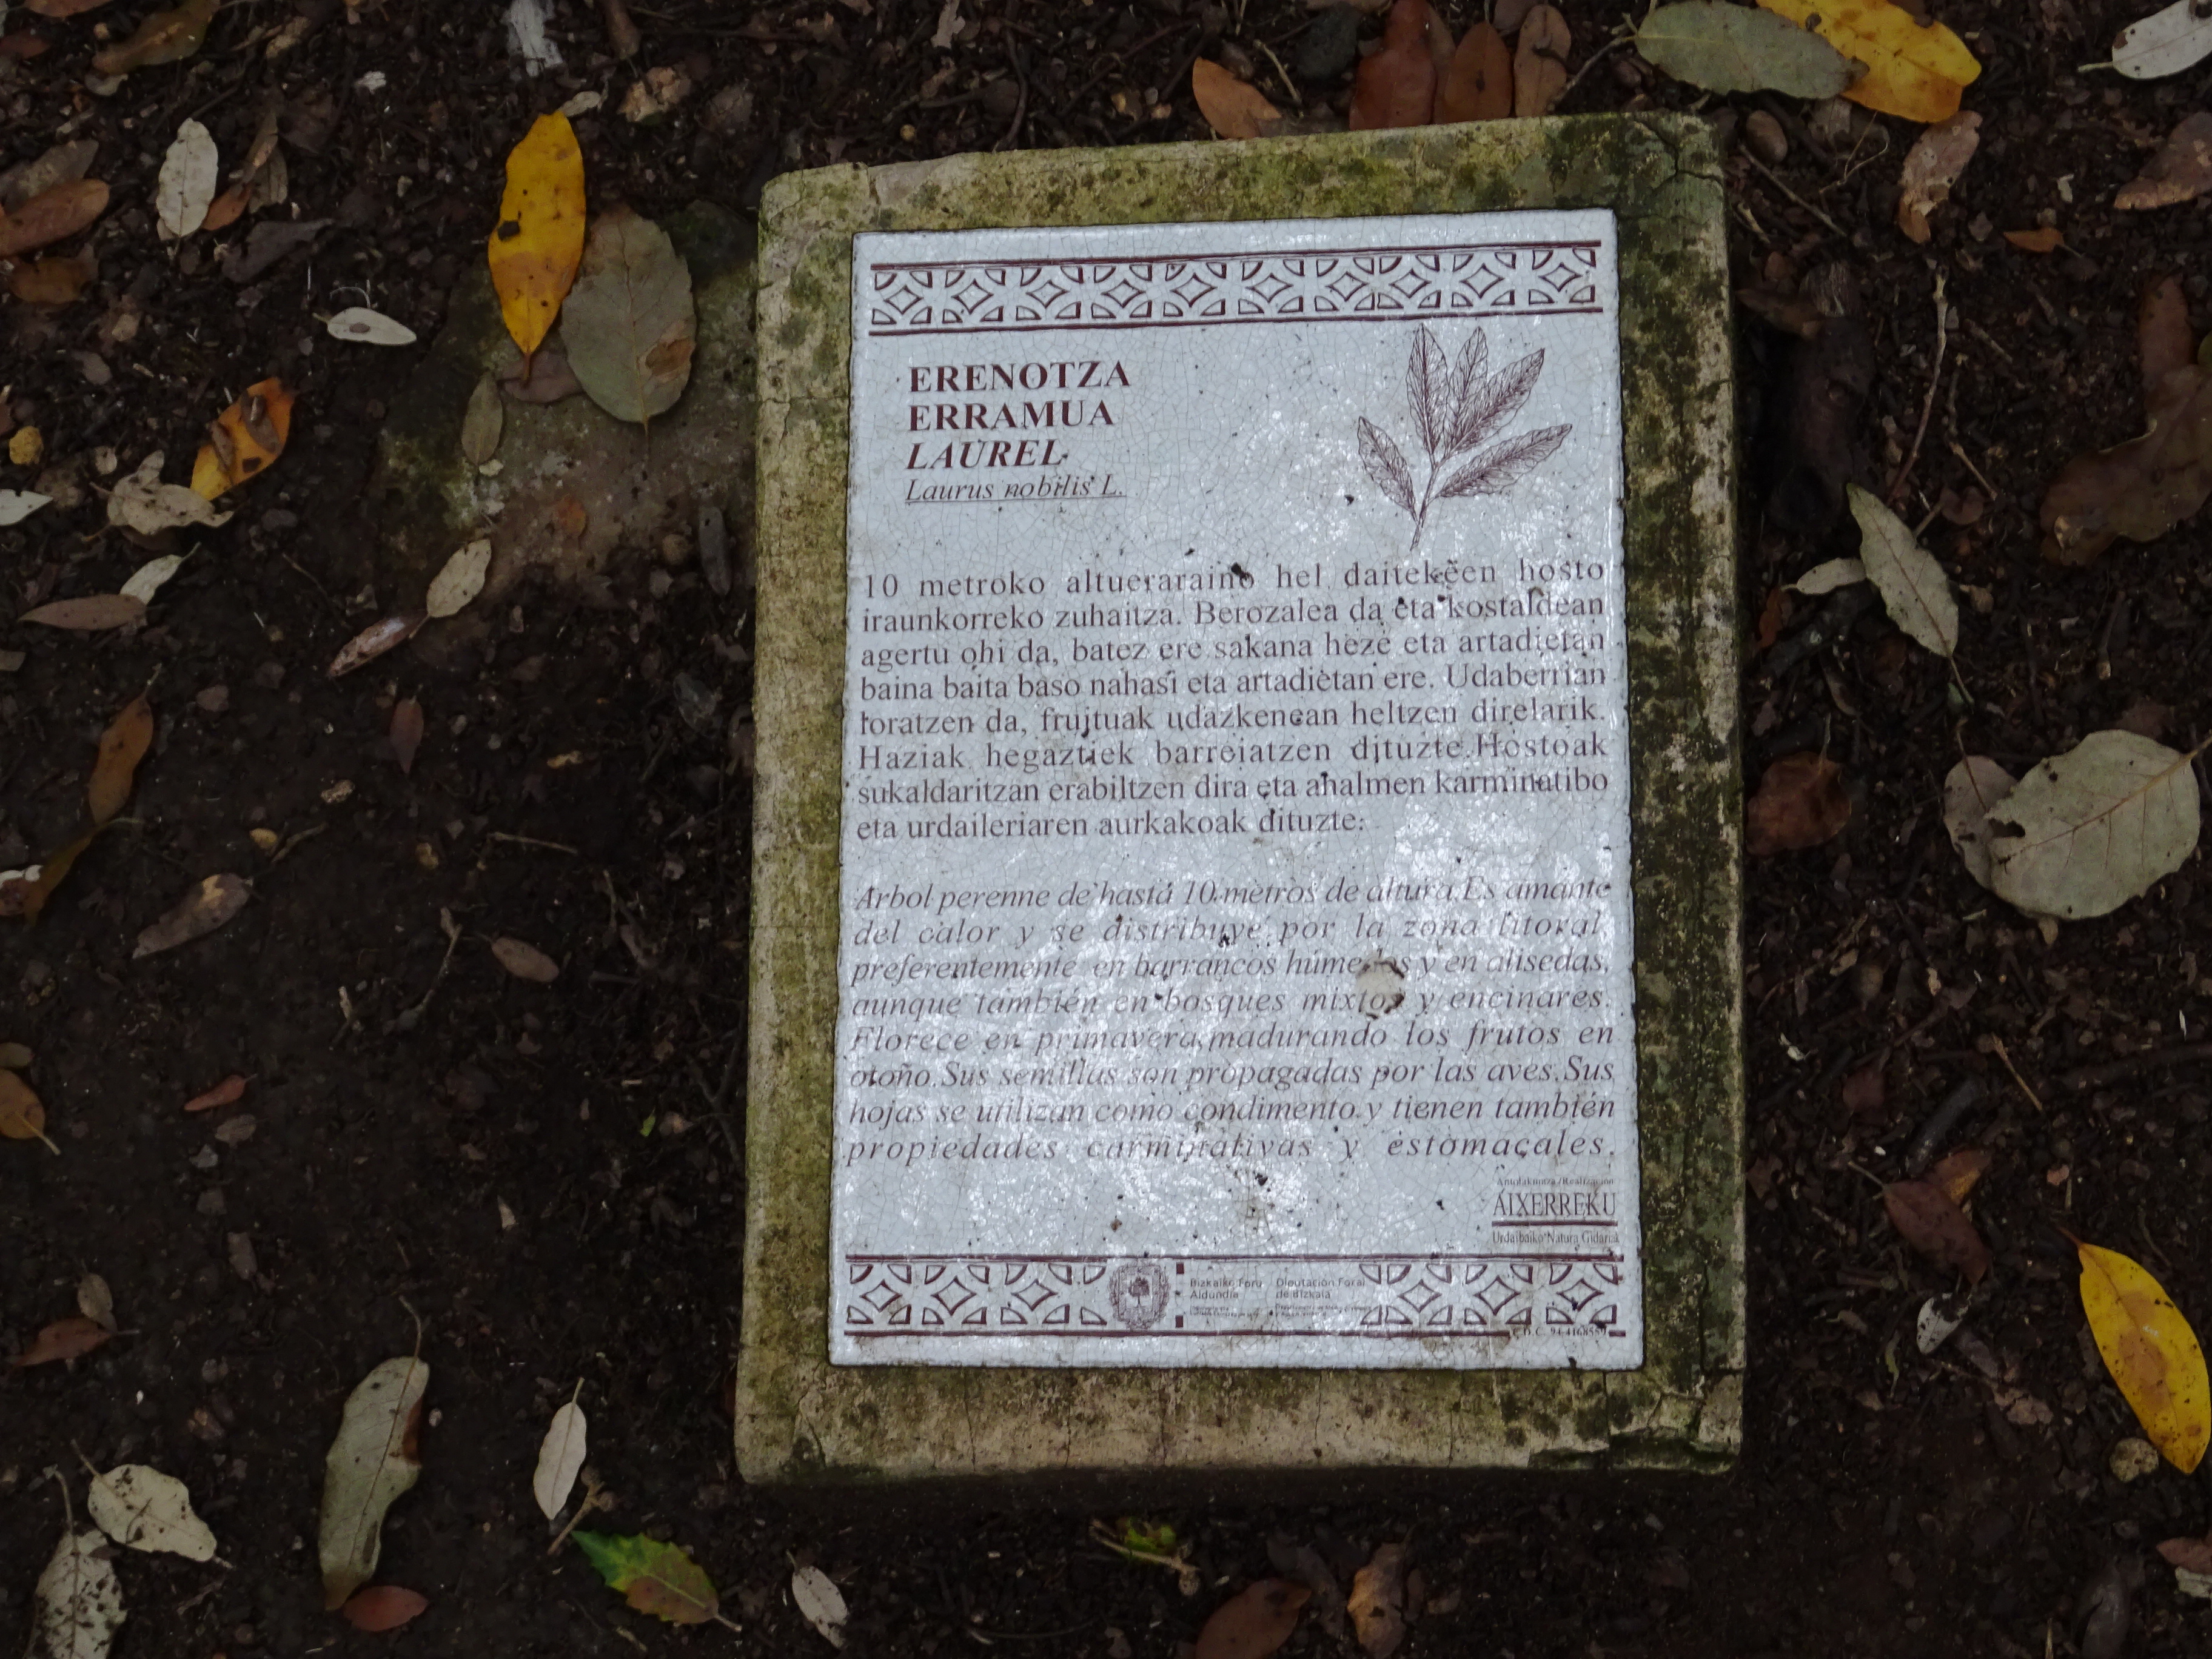 ERENOTZA
ERRAMUA
LAUREL
Laurus nobilis L.
10 metroko altueraraino hel daitekeen hosto
iraunkorreko zuhaitza. Berozalea da eta kostaldean
agertu ohi da, batez ere sakana heze eta artadietan
baina baita baso nahasi eta artadietan ere. Udaberrian
loratzen da, frujtuak udazkenean heltzen direlarik.
Haziak hegaztiek barreiatzen dituzte.Hostoak
sukaldaritzan erabiltzen dira eta ahalmen karminatibo
eta urdaileriaren aurkakoak dituzte.
Arbol perenne de hasta 10 metros de altura.Es amante
del calor y se distribuye por la zona litoral,
preferentemente en barrancos húmedos y en alisedas,
aunque también en bosques mixtos y encinares.
Florece en primavera,madurando los frutos en
otoño.Sus semillas son propagadas por las aves.Sus
hojas se utilizan como condimento y tienen también
propiedades carminativas y estomacales.
Antolakuntza/Realización
AIXERREKU
Urdaibaiko Natura Gidariak
Bizkaiko Foru
Aldundia
Diputación Foral
de Bizkaia